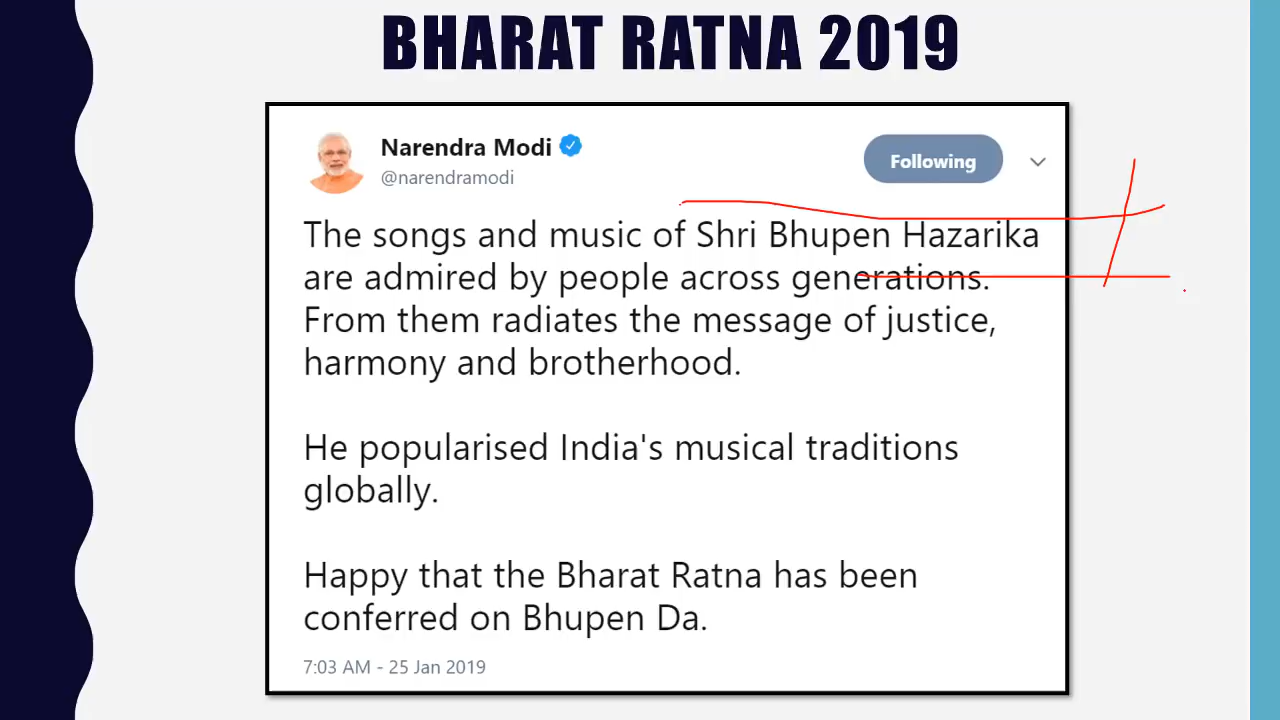 BHARAT RATNA 2019
Narendra Modi
@narendramodi
Following
The songs and music of Shri Bhupen Hazarika
are admired by people across generations.
From them radiates the message of justice,
harmony and brotherhood.
He popularised India's musical traditions
globally.
Happy that the Bharat Ratna has been
conferred on Bhupen Da.
7:03 AM - 25 Jan 2019